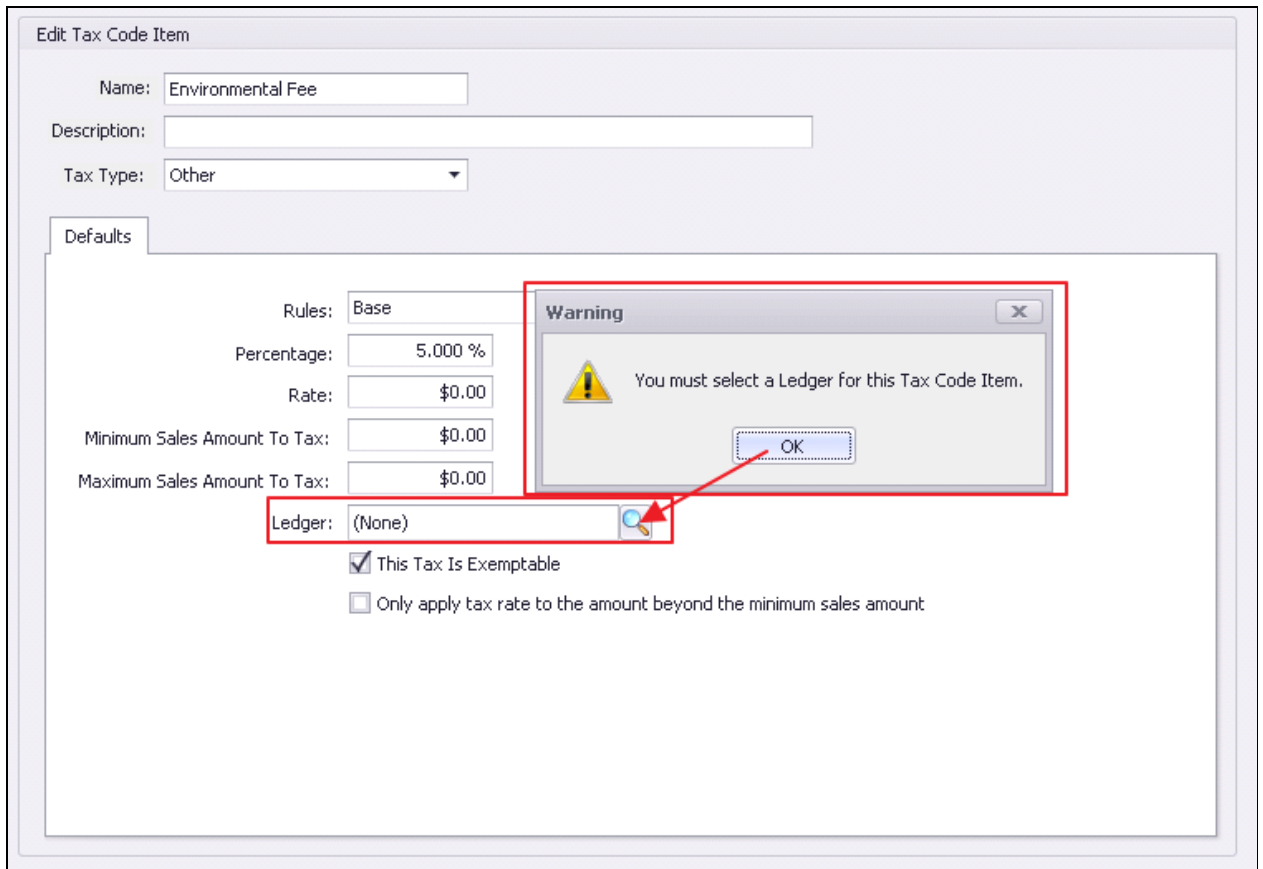 Edit Tax Code Item
Name: Environmental Fee
Description:
Tax Type: Other
Defaults
Rules: Base
Percentage: 5.000 %
Rate: $0.00
Minimum Sales Amount To Tax: $0.00
Maximum Sales Amount To Tax: $0.00
Ledger: (None)
This Tax Is Exemptable
Only apply tax rate to the amount beyond the minimum sales amount
Warning
You must select a Ledger for this Tax Code Item.
OK